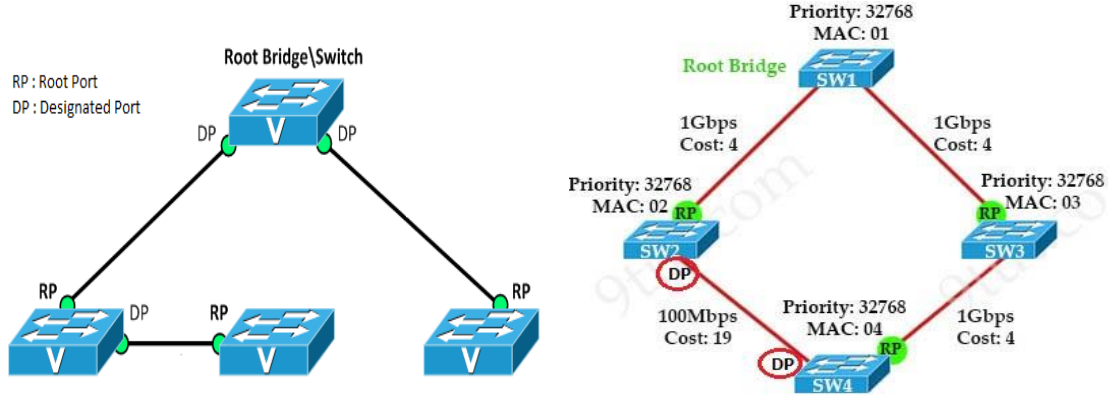 Root Bridge\Switch
RP : Root Port
DP : Designated Port
DP
DP
V
RP
DP
RP
RP
V
V
V
Priority: 32768
MAC: 01
Root Bridge
SW1
1Gbps
Cost: 4
1Gbps
Cost: 4
Priority: 32768
MAC: 02
RP
SW2
DP
Priority: 32768
MAC: 03
RP
SW3
100Mbps
Cost: 19
Priority: 32768
MAC: 04
1Gbps
Cost: 4
DP
RP
SW4